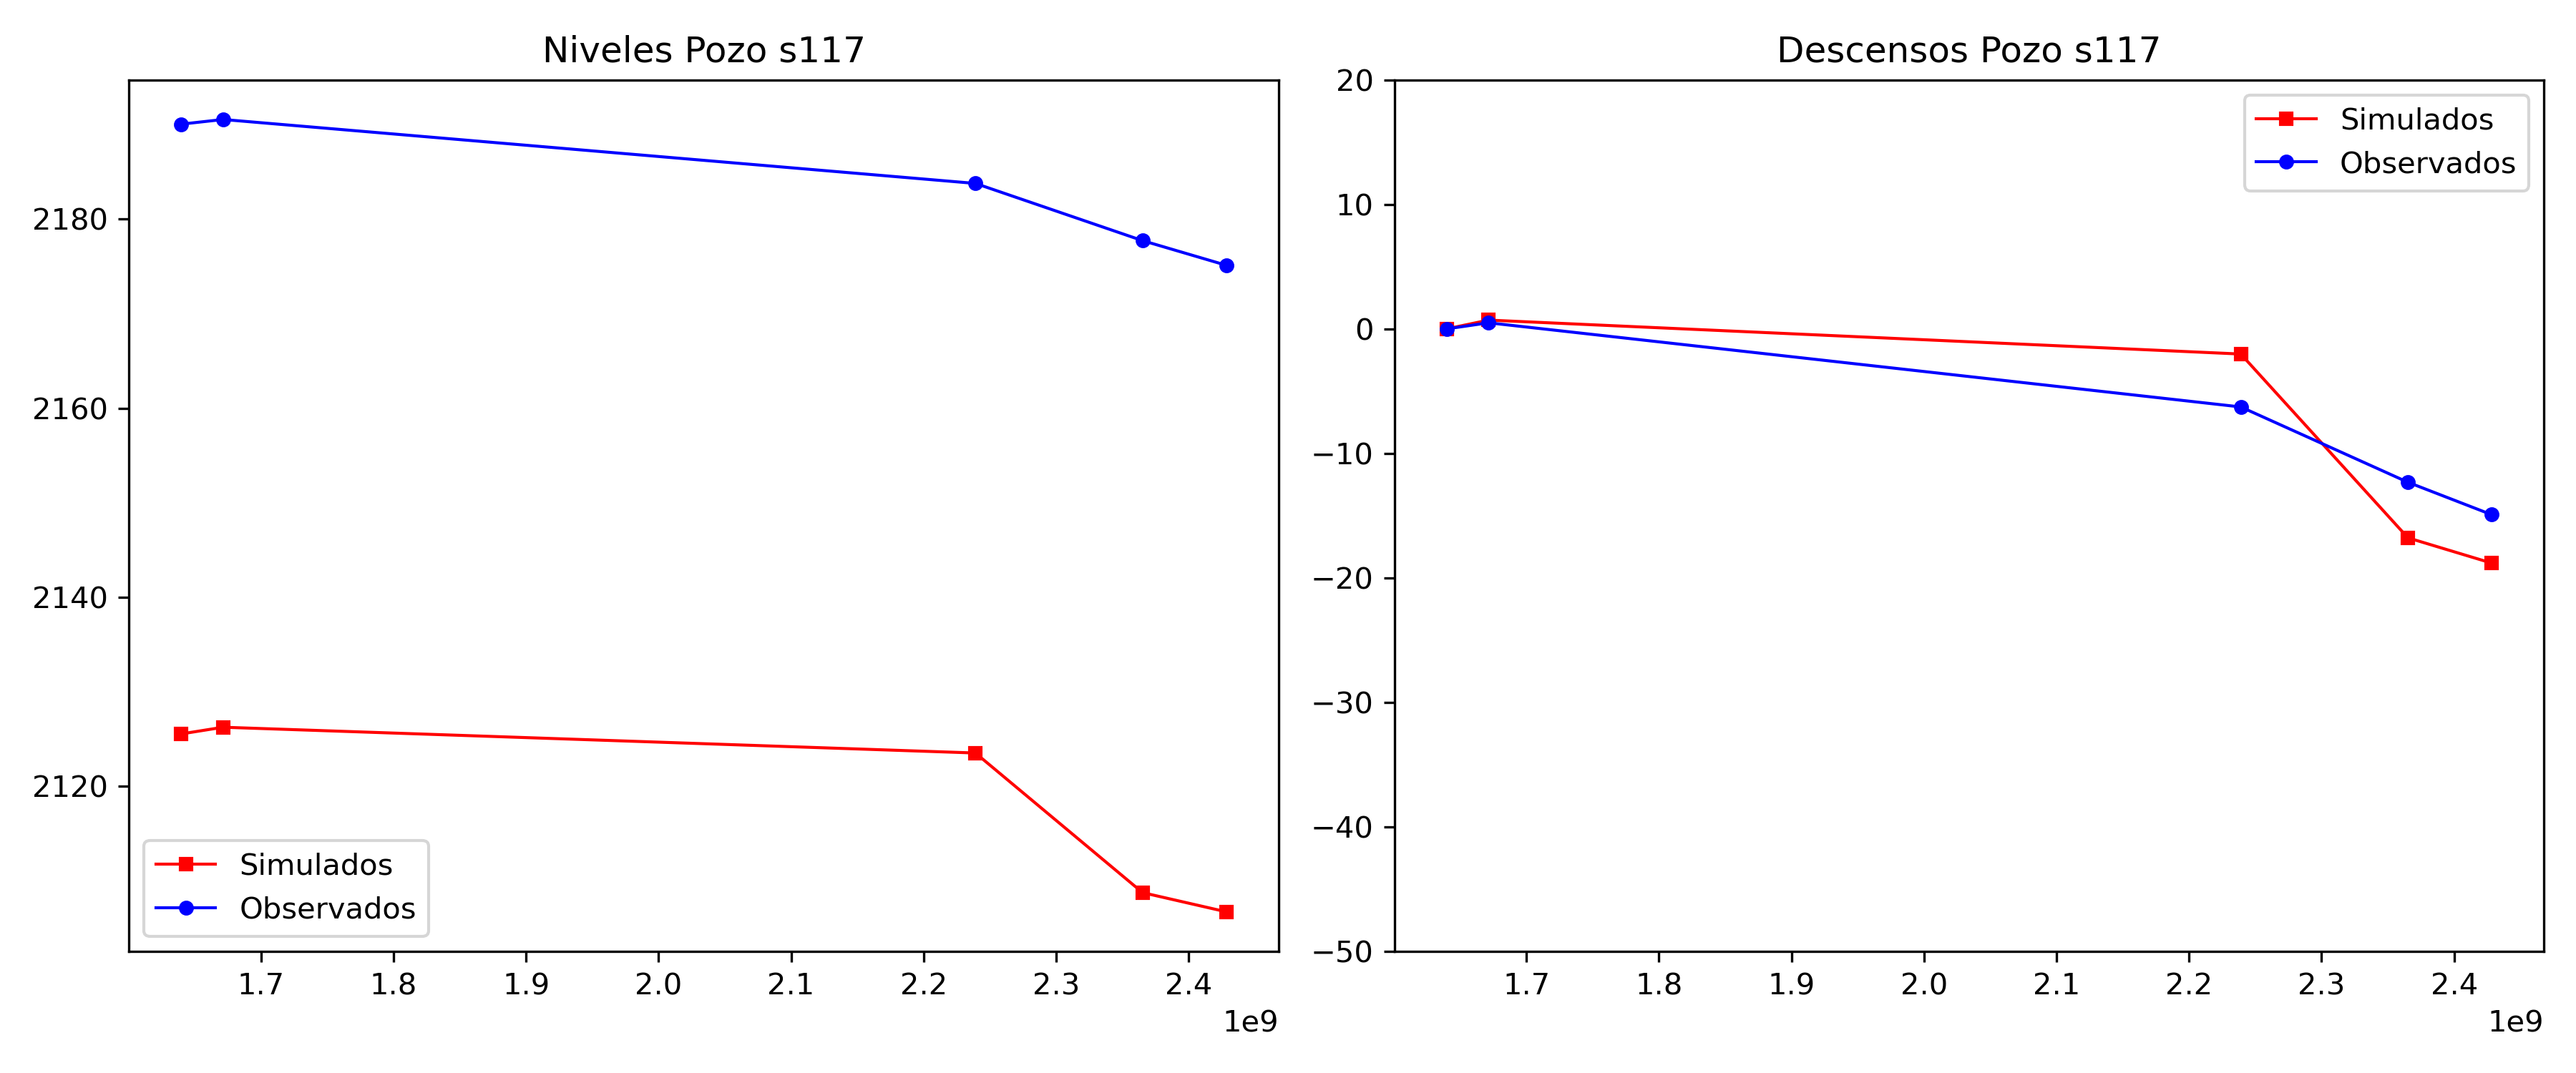 Niveles Pozo s117
2180
2160
2140
2120
Simulados
Observados
1.7 1.8 1.9 2.0 2.1 2.2 2.3 2.4
1e9
Descensos Pozo s117
20
10
0
−10
−20
−30
−40
−50
Simulados
Observados
1.7 1.8 1.9 2.0 2.1 2.2 2.3 2.4
1e9